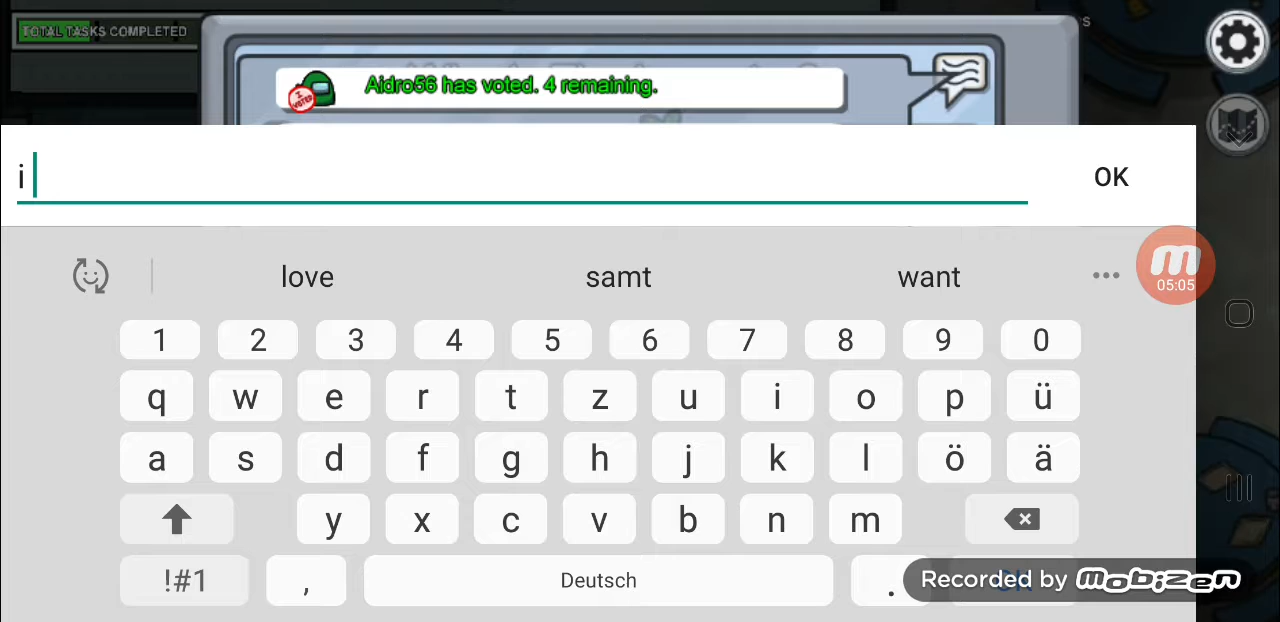 TOTAL TASKS COMPLETED
I VOTED
Aidro56 has voted. 4 remaining.
i
OK
love samt want
M
05:05
1 2 3 4 5 6 7 8 9 0
q w e r t z u i o p ü
a s d f g h j k l ö ä
y x c v b n m
!#1 , Deutsch .
Recorded by mobizen